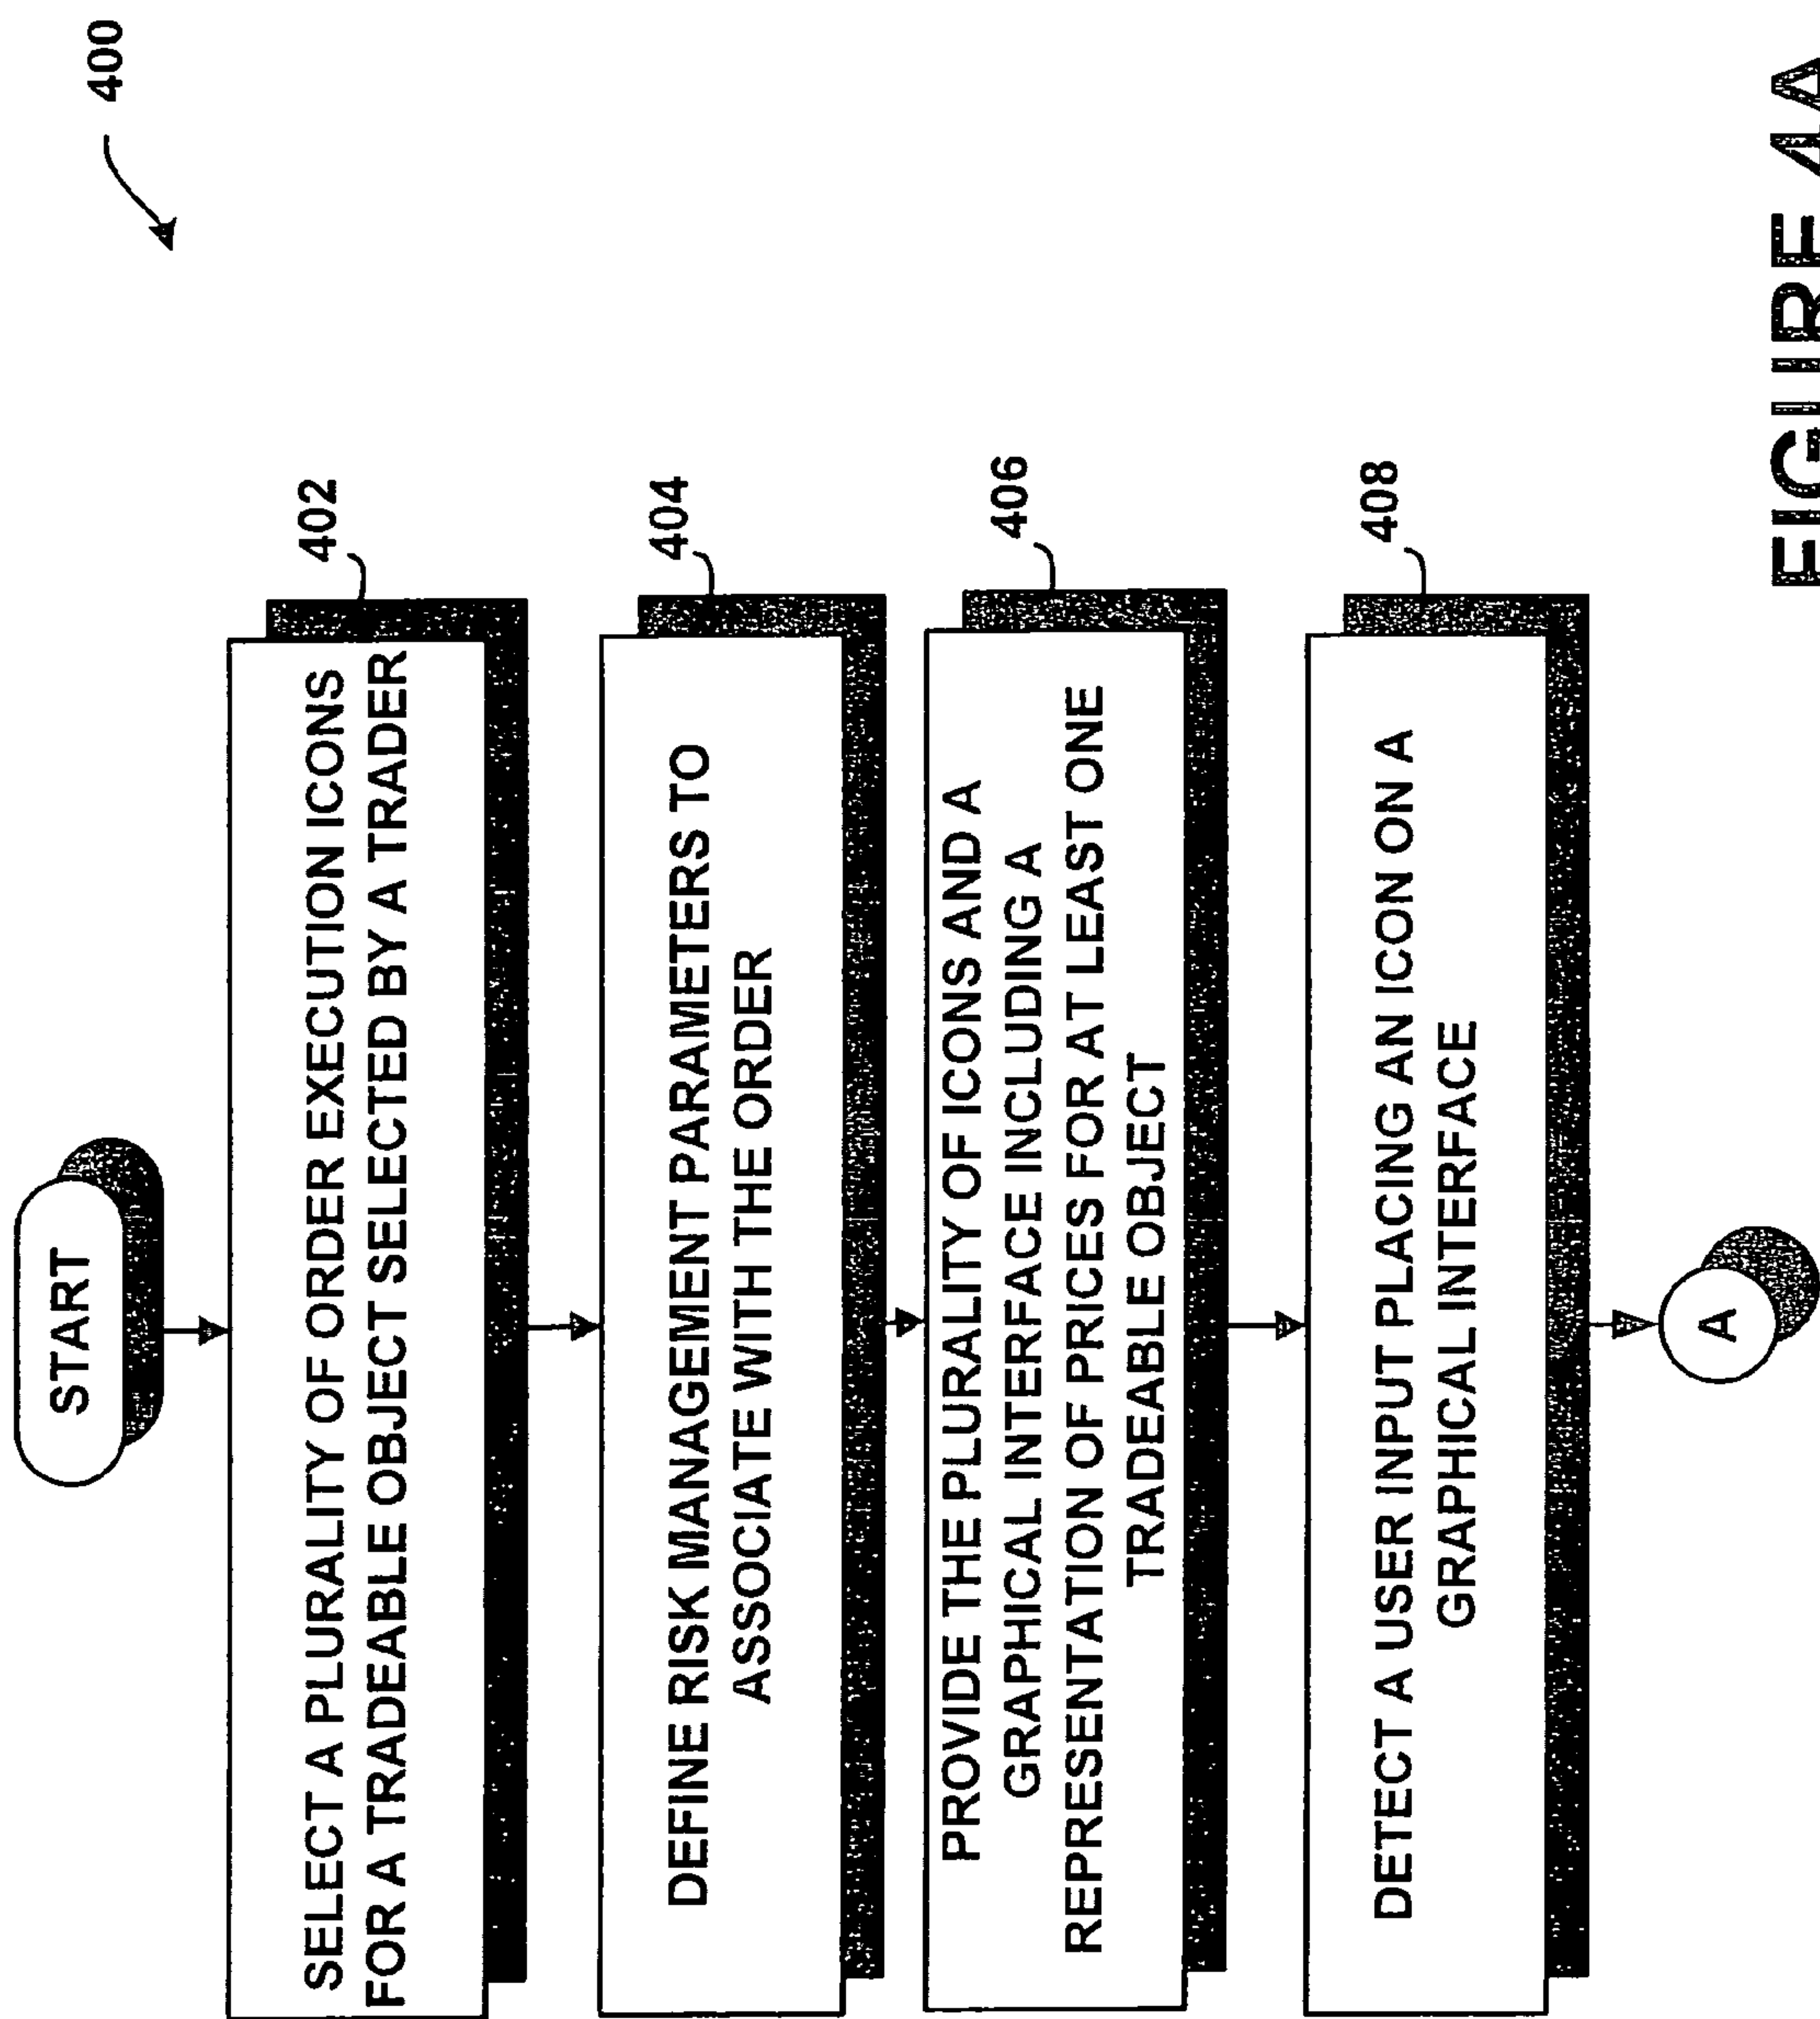 400
START
SELECT A PLURALITY OF ORDER EXECUTION ICONS
FOR A TRADEABLE OBJECT SELECTED BY A TRADER
402
DEFINE RISK MANAGEMENT PARAMETERS TO
ASSOCIATE WITH THE ORDER
404
PROVIDE THE PLURALITY OF ICONS AND A
GRAPHICAL INTERFACE INCLUDING A
REPRESENTATION OF PRICES FOR AT LEAST ONE
TRADEABLE OBJECT
406
DETECT A USER INPUT PLACING AN ICON ON A
GRAPHICAL INTERFACE
408
A
FIGURE 4A